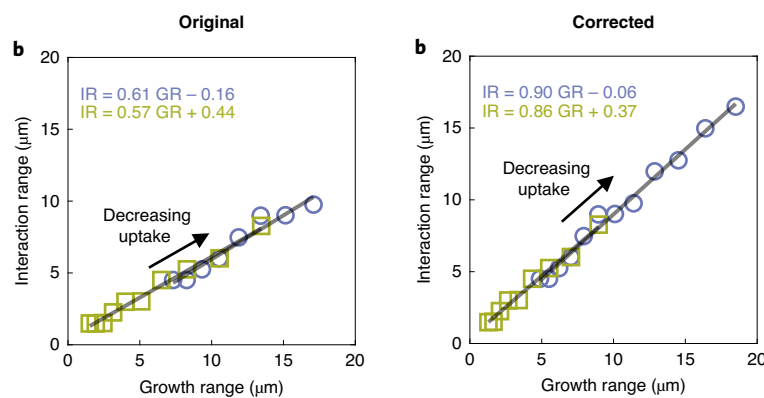 Original
b
20
15
10
5
0
IR = 0.61 GR – 0.16
IR = 0.57 GR + 0.44
Decreasing
uptake
Interaction range (μm)
0 5 10 15 20
Growth range (μm)
Corrected
b
20
15
10
5
0
IR = 0.90 GR – 0.06
IR = 0.86 GR + 0.37
Decreasing
uptake
Interaction range (μm)
0 5 10 15 20
Growth range (μm)